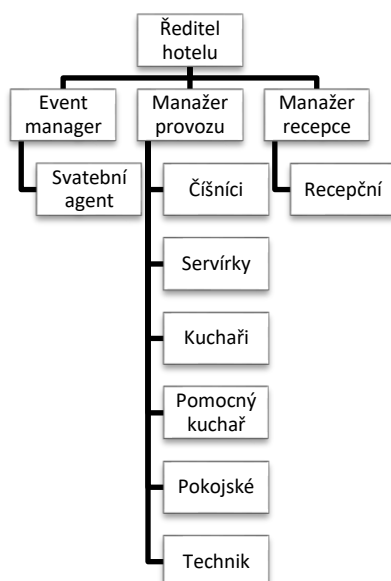 Ředitel
hotelu
Event
manager
Manažer
provozu
Manažer
recepce
Svatební
agent
Číšníci
Recepční
Servírky
Kuchaři
Pomocný
kuchař
Pokojské
Technik